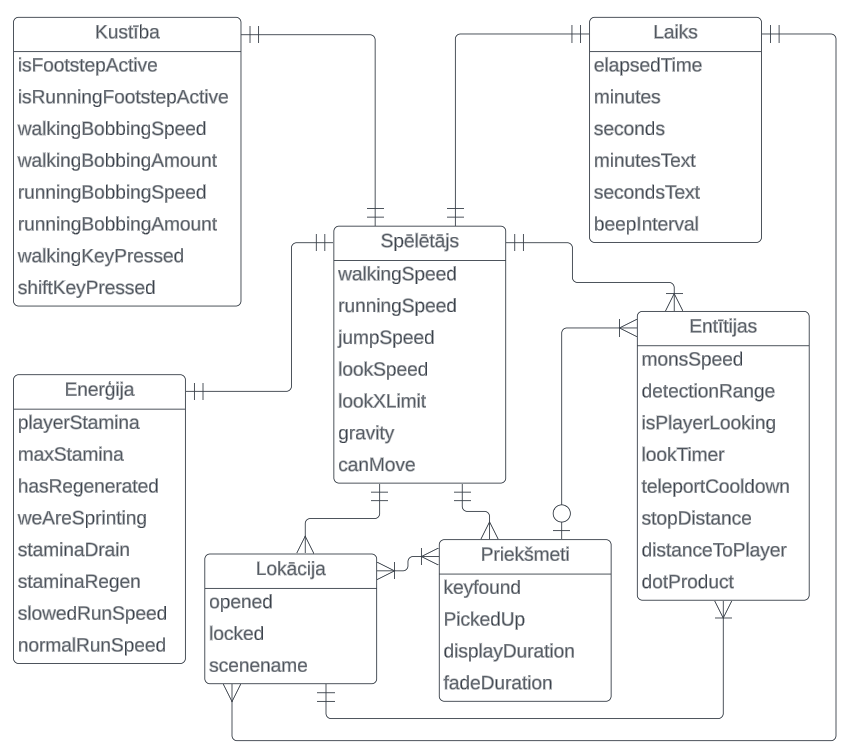 Kustība
isFootstepActive
isRunningFootstepActive
walkingBobbingSpeed
walkingBobbingAmount
runningBobbingSpeed
runningBobbingAmount
walkingKeyPressed
shiftKeyPressed
Laiks
elapsedTime
minutes
seconds
minutesText
secondsText
beepInterval
Spēlētājs
walkingSpeed
runningSpeed
jumpSpeed
lookSpeed
lookXLimit
gravity
canMove
Entītijas
monsSpeed
detectionRange
isPlayerLooking
lookTimer
teleportCooldown
stopDistance
distanceToPlayer
dotProduct
Enerģija
playerStamina
maxStamina
hasRegenerated
weAreSprinting
staminaDrain
staminaRegen
slowedRunSpeed
normalRunSpeed
Lokācija
opened
locked
scenename
Priekšmeti
keyfound
PickedUp
displayDuration
fadeDuration